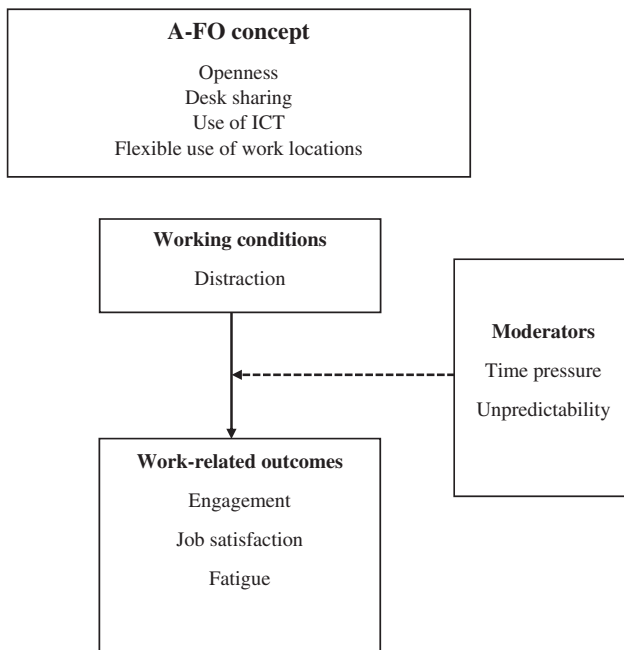 A-FO concept
Openness
Desk sharing
Use of ICT
Flexible use of work locations
Working conditions
Distraction
Moderators
Time pressure
Unpredictability
Work-related outcomes
Engagement
Job satisfaction
Fatigue